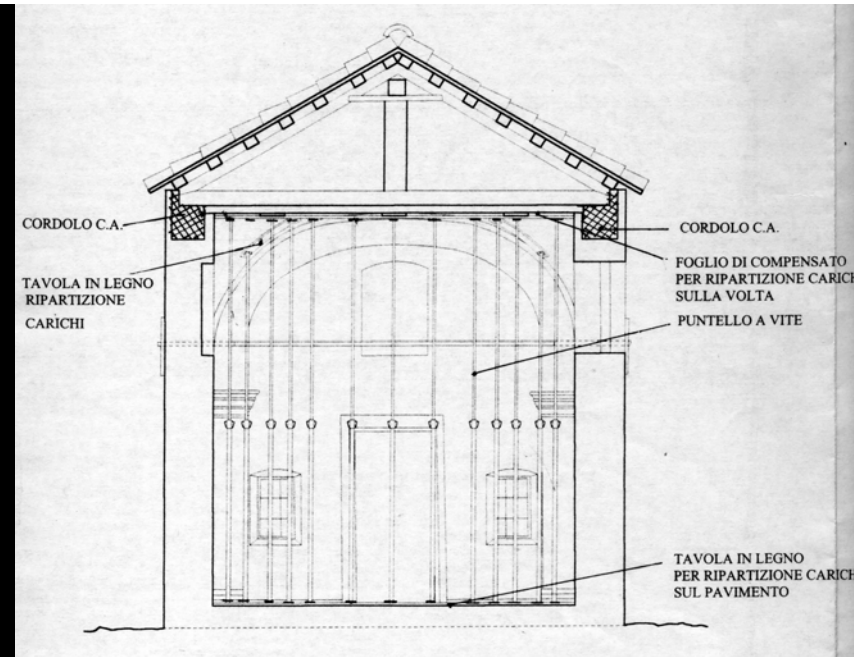 CORDOLO C.A.
TAVOLA IN LEGNO
RIPARTIZIONE
CARICHI
CORDOLO C.A.
FOGLIO DI COMPENSATO
PER RIPARTIZIONE CARICH
SULLA VOLTA
PUNTELLO A VITE
TAVOLA IN LEGNO
PER RIPARTIZIONE CARICH
SUL PAVIMENTO